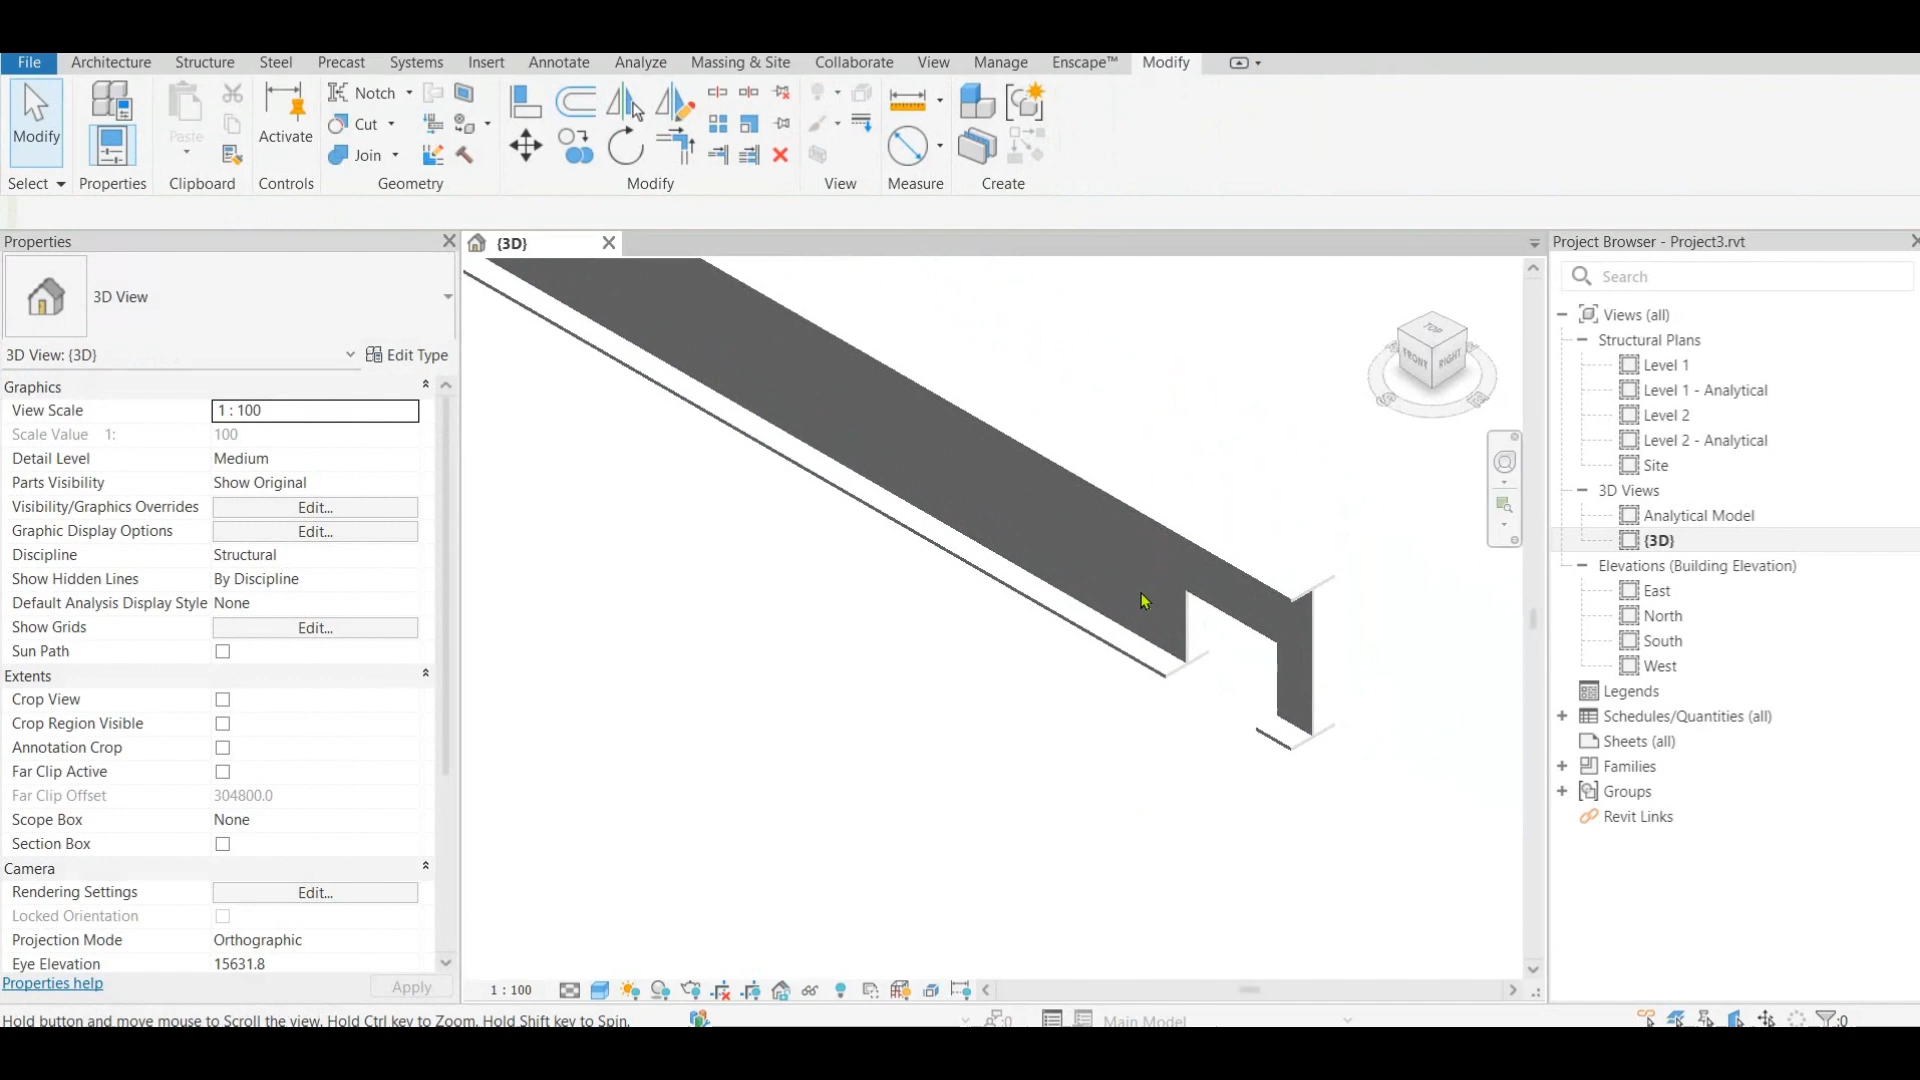 File Architecture Structure Steel Precast Systems Insert Annotate Analyze Massing & Site Collaborate View Manage Enscape™ Modify
Modify
Paste
Activate
Notch
Cut
Join
Select Properties Clipboard Controls Geometry Modify View Measure Create
Properties
3D View
3D View: {3D} Edit Type
Graphics
View Scale 1 : 100
Scale Value 1: 100
Detail Level Medium
Parts Visibility Show Original
Visibility/Graphics Overrides Edit...
Graphic Display Options Edit...
Discipline Structural
Show Hidden Lines By Discipline
Default Analysis Display Style None
Show Grids Edit...
Sun Path
Extents
Crop View
Crop Region Visible
Annotation Crop
Far Clip Active
Far Clip Offset 304800.0
Scope Box None
Section Box
Camera
Rendering Settings Edit...
Locked Orientation
Projection Mode Orthographic
Eye Elevation 15631.8
Properties help Apply
{3D}
TOP
FRONT RIGHT
1 : 100
Project Browser - Project3.rvt
Search
Views (all)
Structural Plans
Level 1
Level 1 - Analytical
Level 2
Level 2 - Analytical
Site
3D Views
Analytical Model
{3D}
Elevations (Building Elevation)
East
North
South
West
Legends
Schedules/Quantities (all)
Sheets (all)
Families
Groups
Revit Links
Hold button and move mouse to Scroll the view. Hold Ctrl key to Zoom. Hold Shift key to Spin. :0 Main Model :0